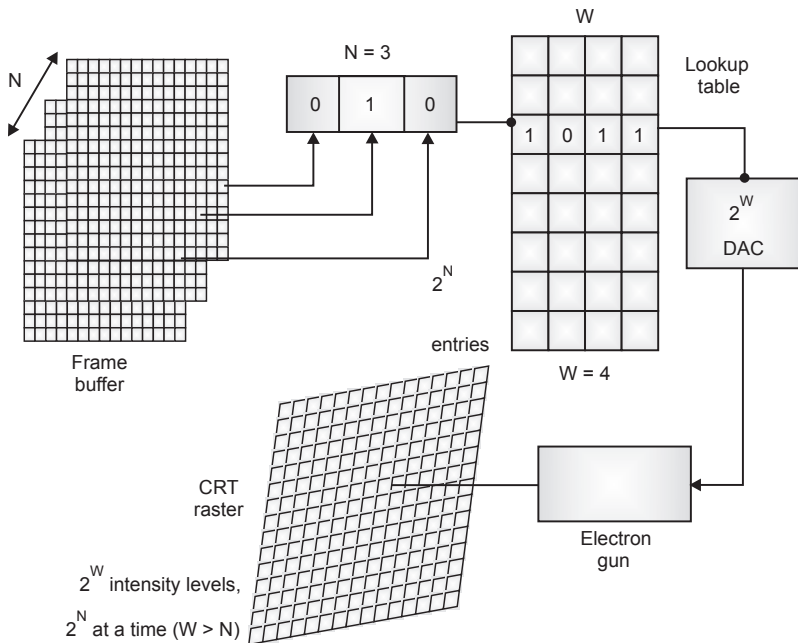 W
N = 3
N
Lookup
table
0 1 0
1 0 1 1
2^W
DAC
2^N
entries
Frame
buffer
W = 4
CRT
raster
Electron
gun
2^W intensity levels,
2^N at a time (W > N)